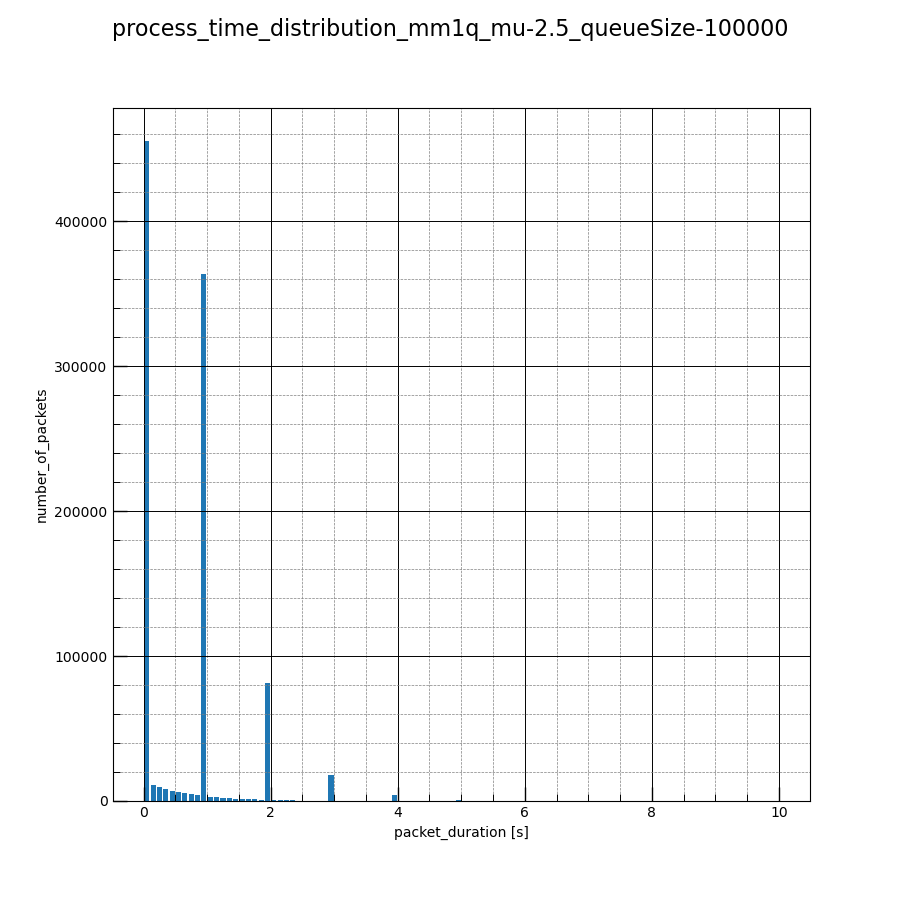 process_time_distribution_mm1q_mu-2.5_queueSize-100000
number_of_packets
400000
300000
200000
100000
0
0 2 4 6 8 10
packet_duration [s]